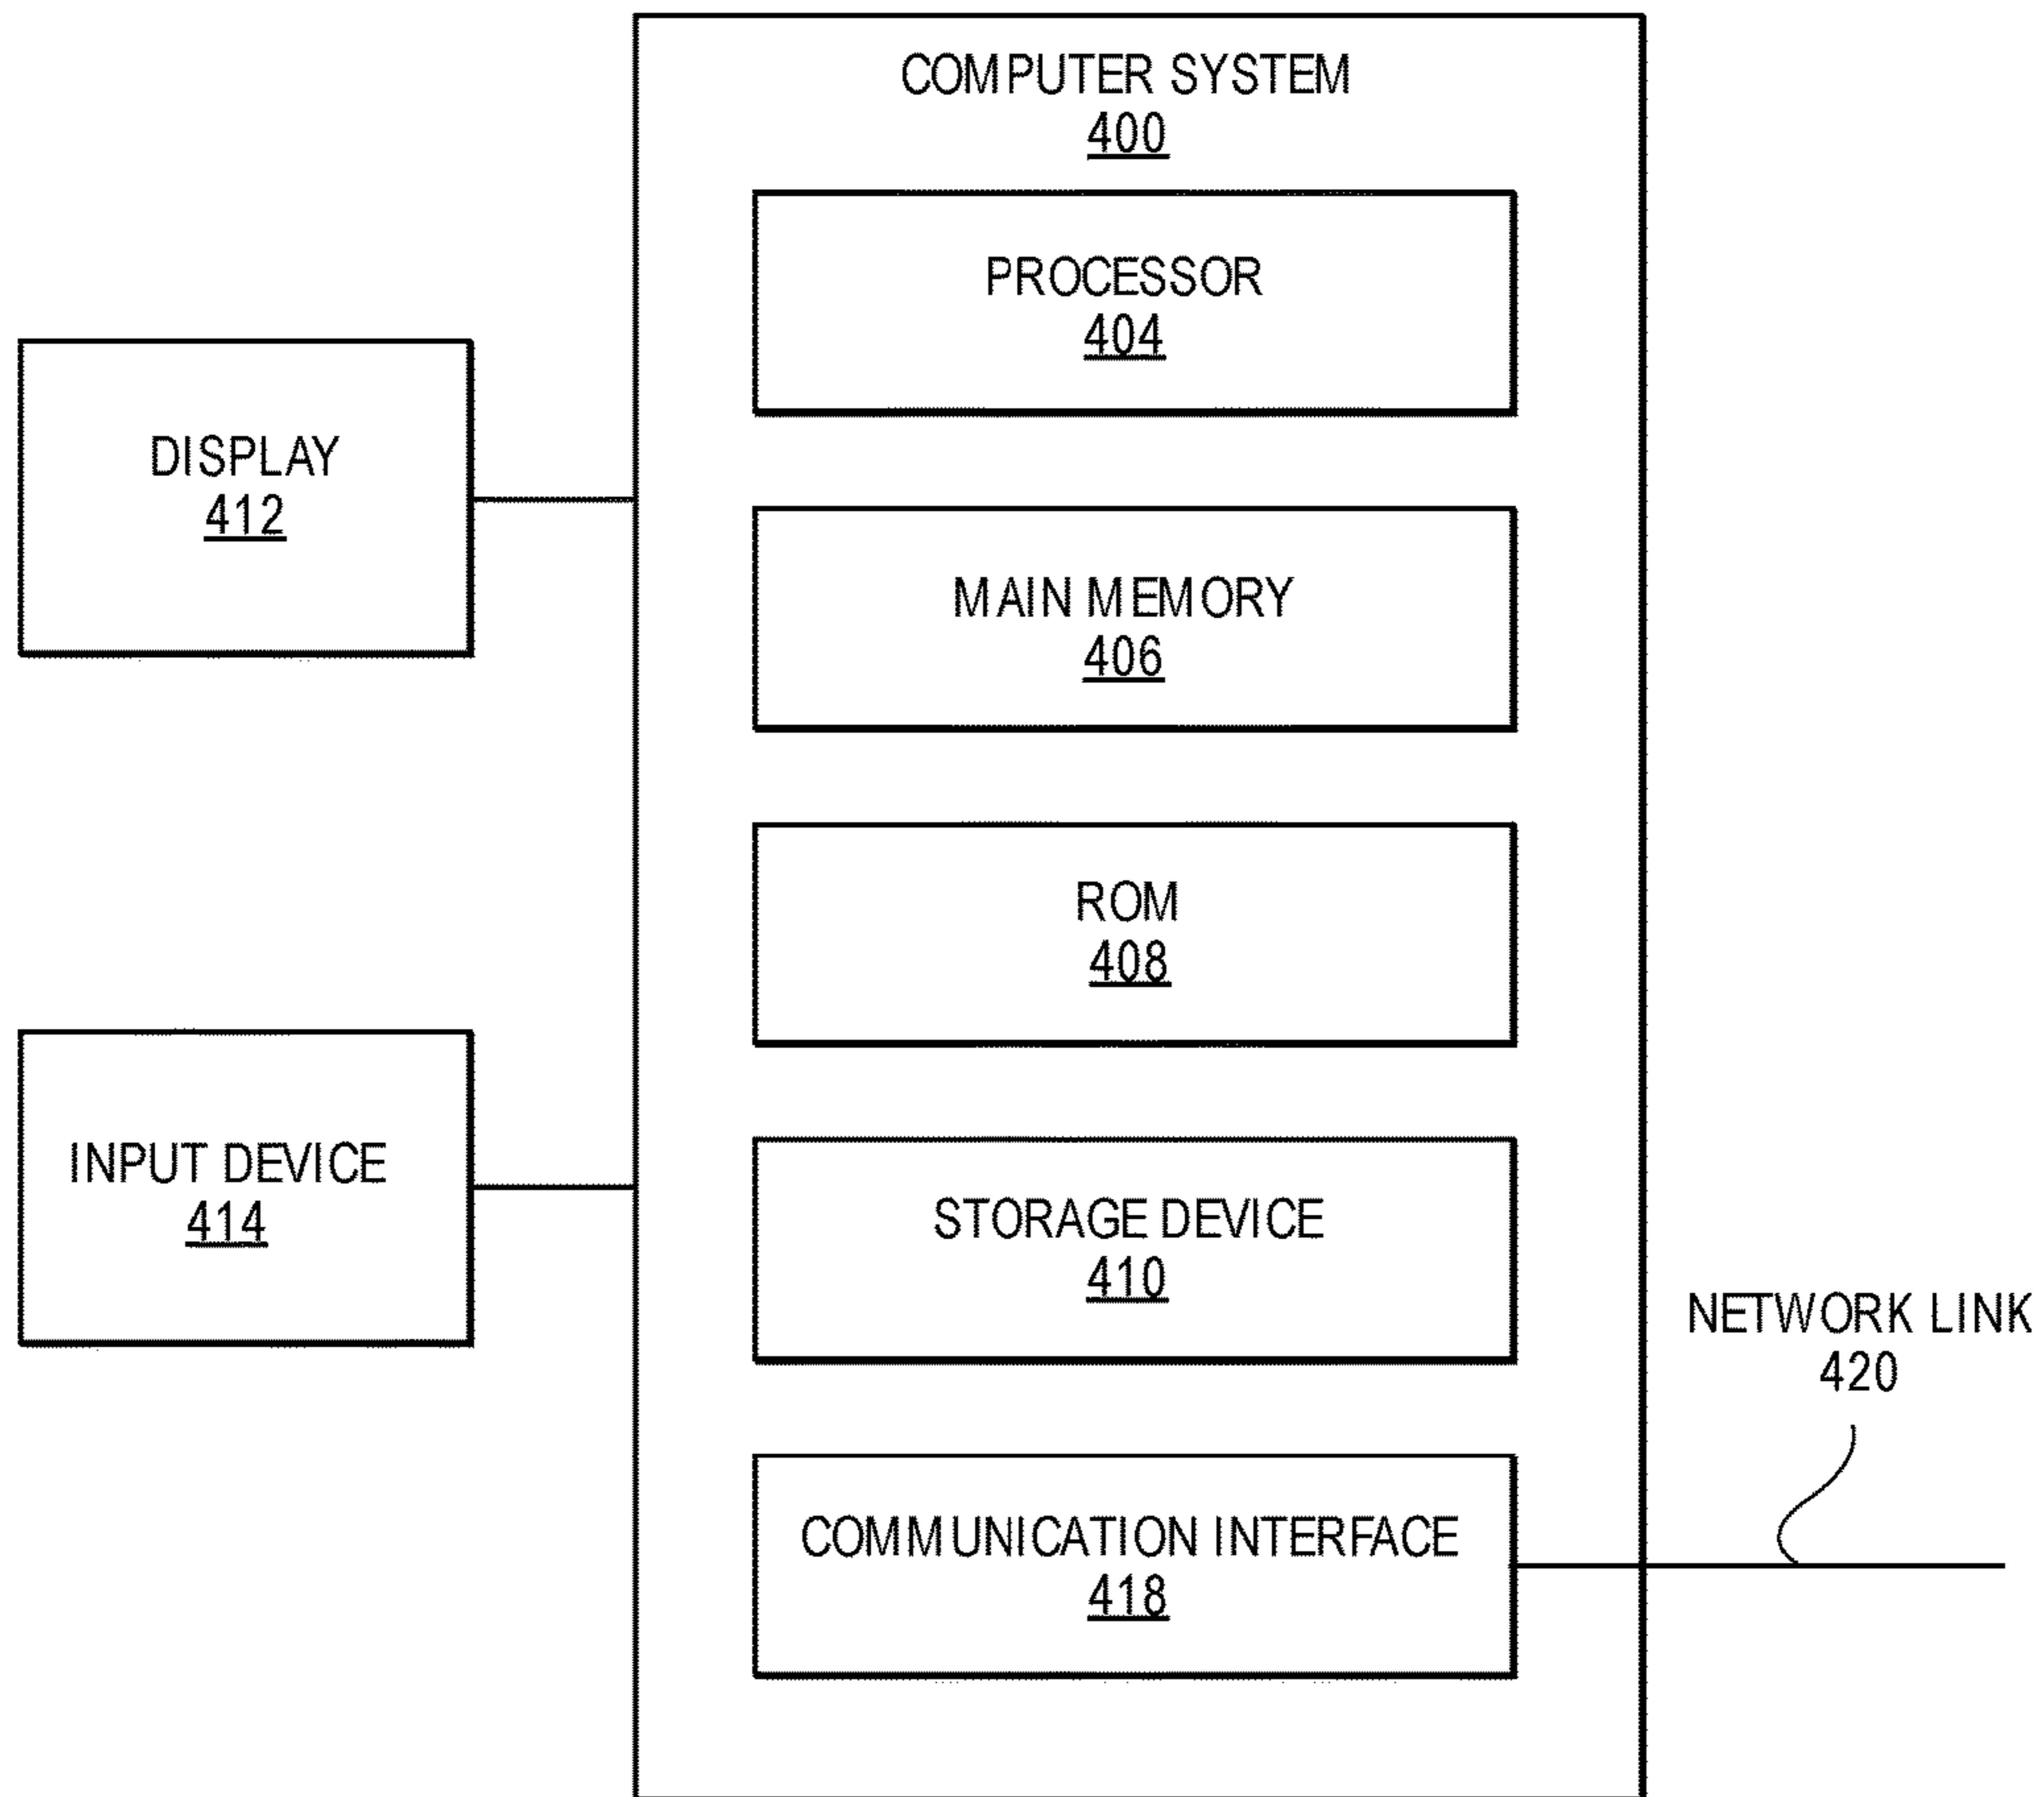 COMPUTER SYSTEM
400
PROCESSOR
404
DISPLAY
412
MAIN MEMORY
406
ROM
408
INPUT DEVICE
414
STORAGE DEVICE
410
NETWORK LINK
420
COMMUNICATION INTERFACE
418